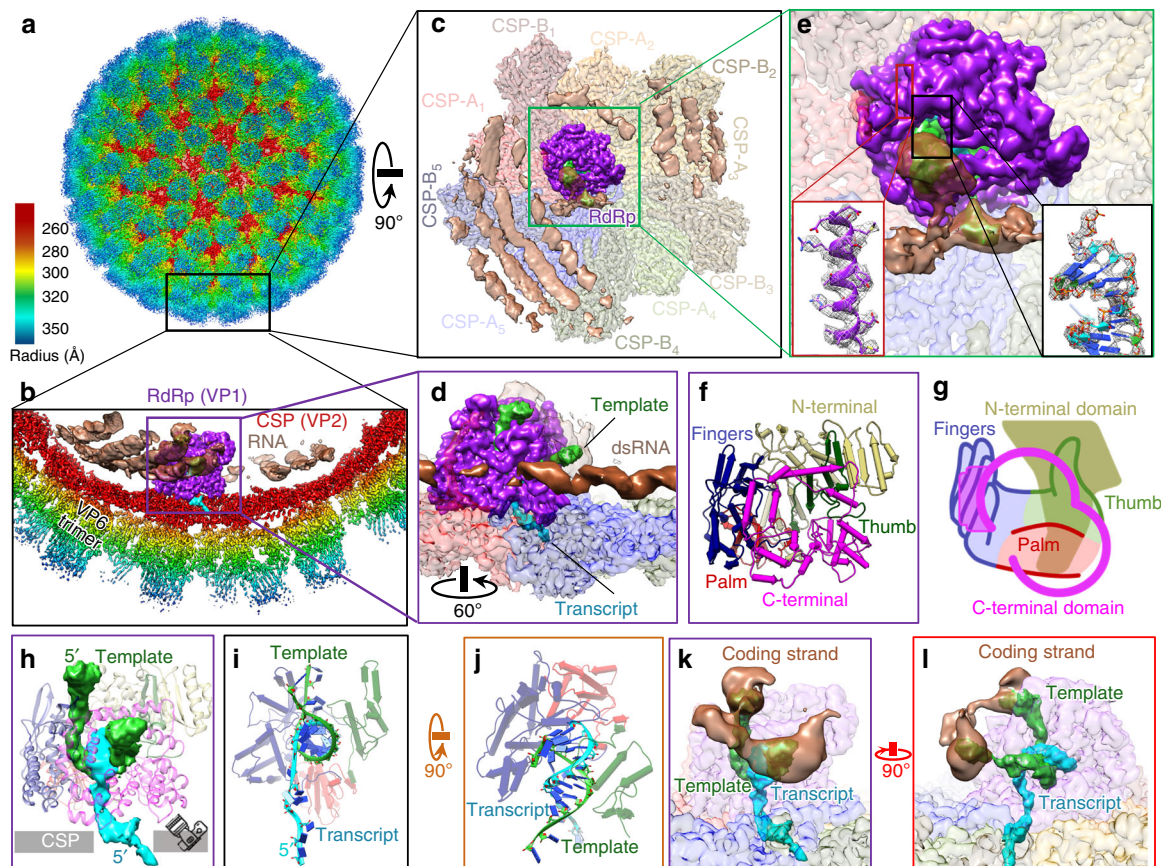 a
260
280
300
320
350
Radius (Å)
90°
c
CSP-B1
CSP-A2
CSP-B2
CSP-A1
CSP-A3
CSP-B5
RdRp
CSP-B3
CSP-A4
CSP-A5
CSP-B4
e
b
RdRp (VP1)
CSP (VP2)
RNA
VP6
trimer
d
Template
dsRNA
60°
Transcript
f
N-terminal
Fingers
Thumb
Palm
C-terminal
g
N-terminal domain
Fingers
Thumb
Palm
C-terminal domain
h
5′
Template
CSP
5′
i
Template
Transcript
5′
90°
j
Template
Transcript
Template
k
Coding strand
Template
Transcript
90°
l
Coding strand
Template
Transcript